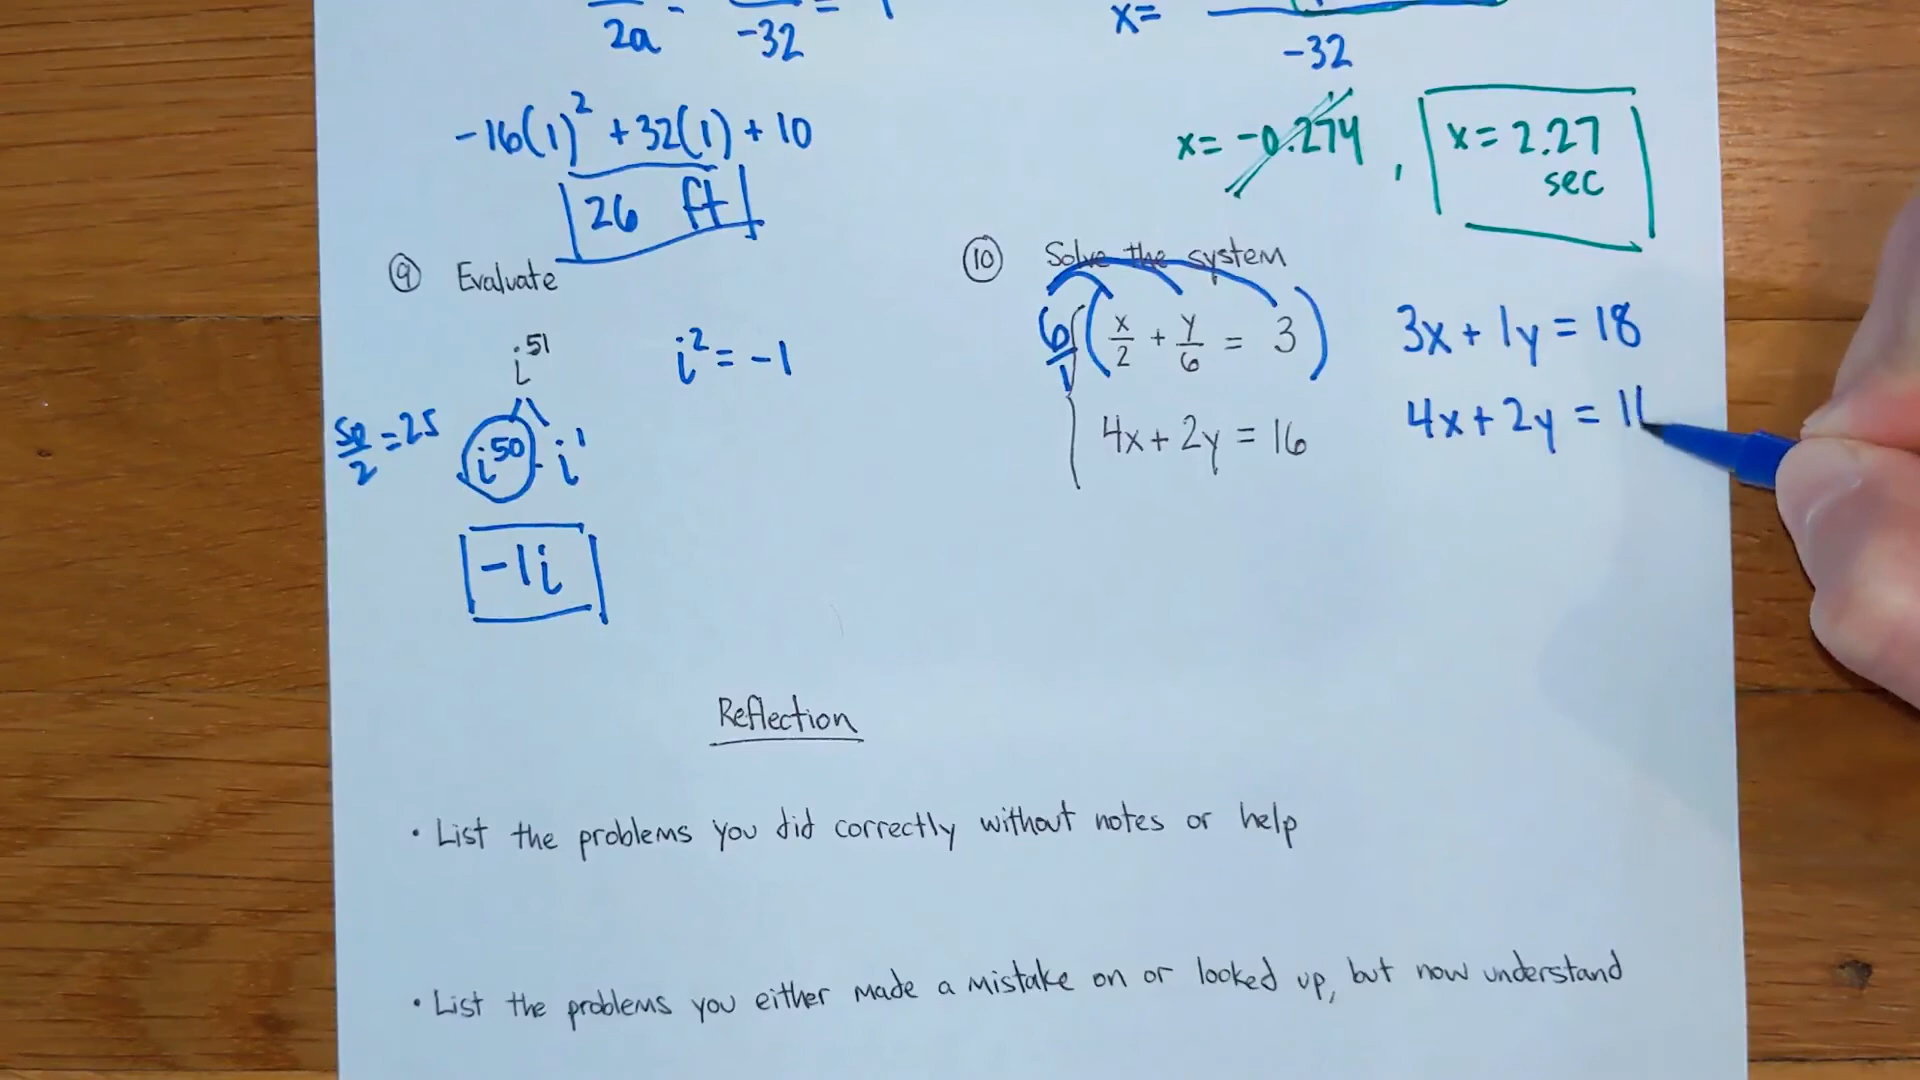 2a - -32 =
-16(1)² + 32(1) + 10
26 ft
x=
-32
x = -0.274 , x = 2.27
sec
⑨ Evaluate
i⁵¹
i² = -1
50/2 = 25
i⁵⁰ · i¹
-1i
⑩ Solve the system
6/1 ( x/2 + y/6 = 3 )
4x + 2y = 16
3x + 1y = 18
4x + 2y = 1
Reflection
• List the problems you did correctly without notes or help
• List the problems you either made a mistake on or looked up, but now understand